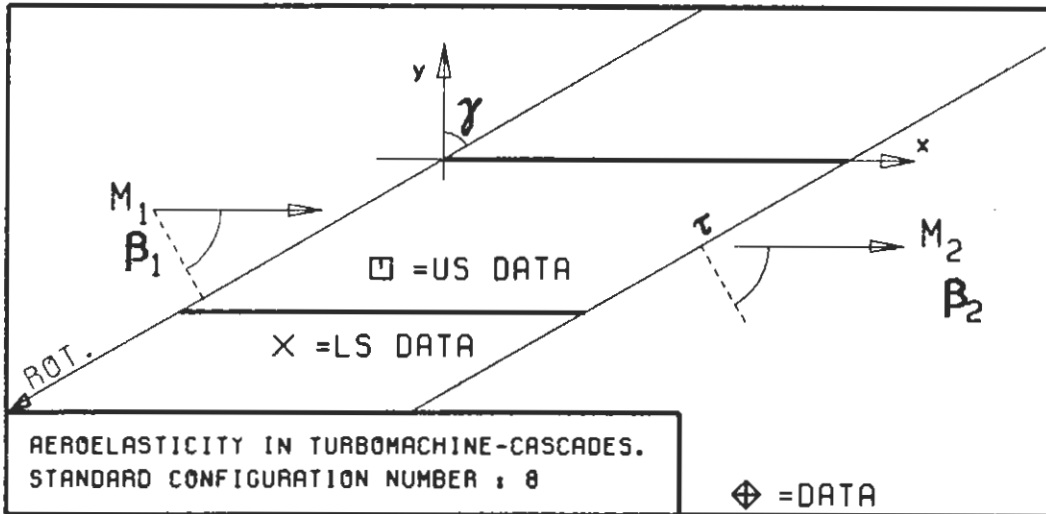 y
γ
x
M₁
β₁
τ
M₂
β₂
⊡ =US DATA
× =LS DATA
ROT.
AEROELASTICITY IN TURBOMACHINE-CASCADES.
STANDARD CONFIGURATION NUMBER : 8
⊕ =DATA